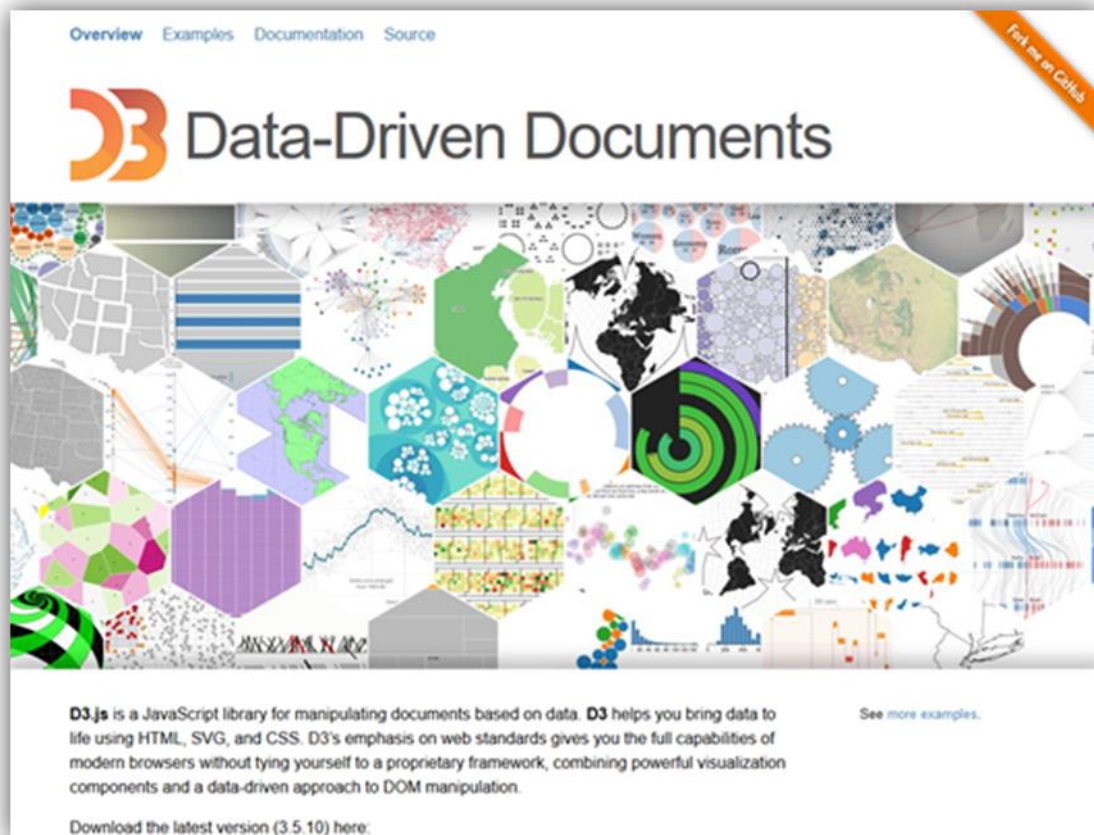 Overview Examples Documentation Source
Fork me on GitHub
D3 Data-Driven Documents
D3.js is a JavaScript library for manipulating documents based on data. D3 helps you bring data to
life using HTML, SVG, and CSS. D3's emphasis on web standards gives you the full capabilities of
modern browsers without tying yourself to a proprietary framework, combining powerful visualization
components and a data-driven approach to DOM manipulation.
See more examples.
Download the latest version (3.5.10) here: